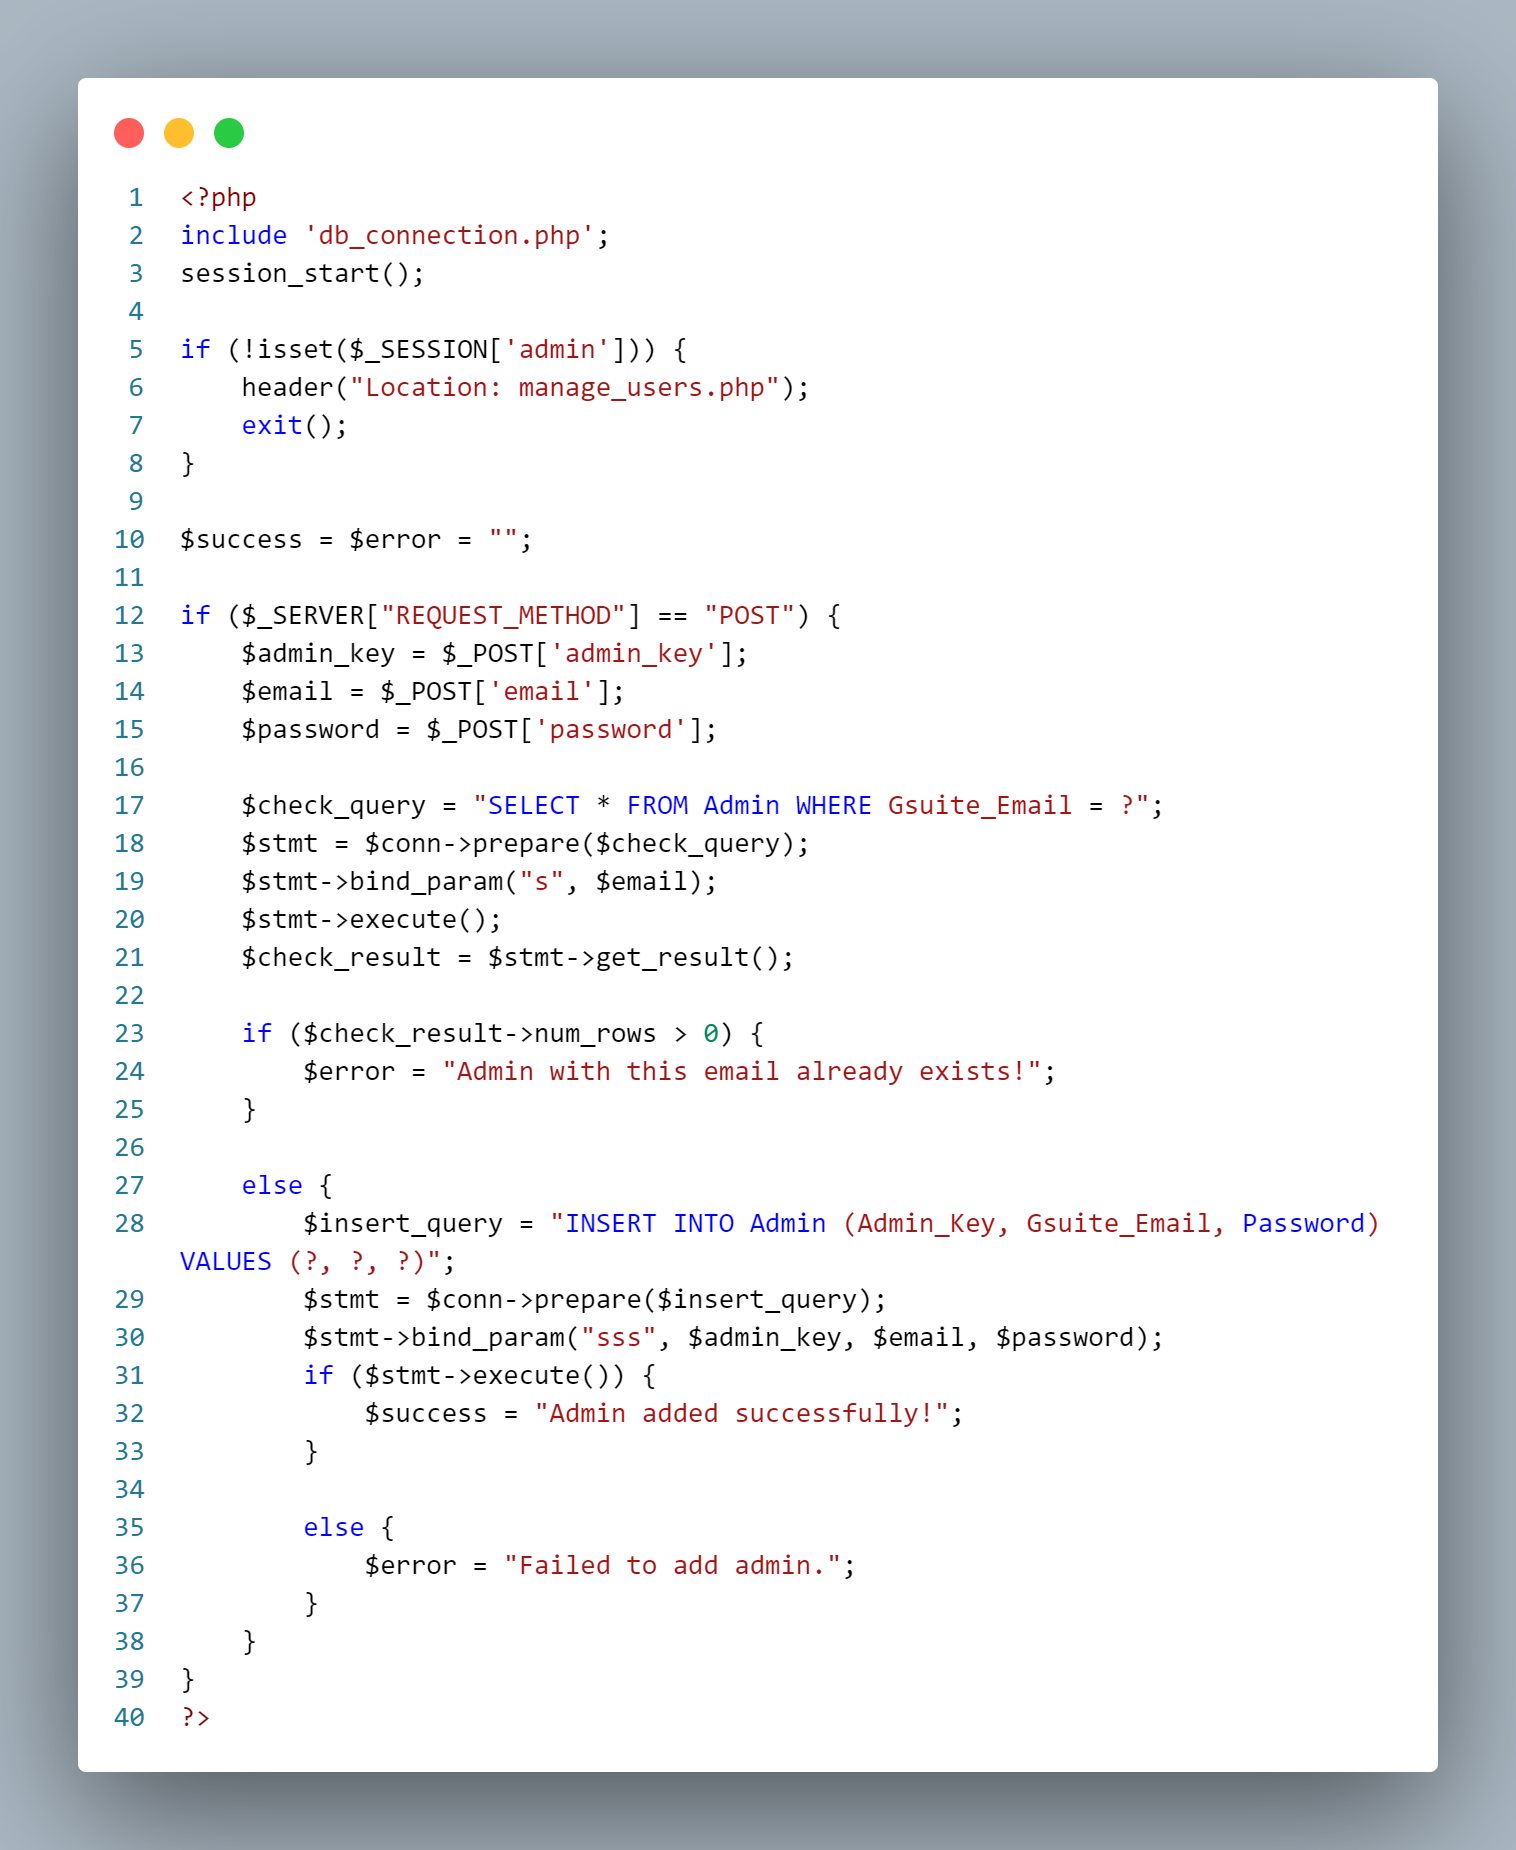 1 <?php
2 include 'db_connection.php';
3 session_start();
4
5 if (!isset($_SESSION['admin'])) {
6     header("Location: manage_users.php");
7     exit();
8 }
9
10 $success = $error = "";
11
12 if ($_SERVER["REQUEST_METHOD"] == "POST") {
13     $admin_key = $_POST['admin_key'];
14     $email = $_POST['email'];
15     $password = $_POST['password'];
16
17     $check_query = "SELECT * FROM Admin WHERE Gsuite_Email = ?";
18     $stmt = $conn->prepare($check_query);
19     $stmt->bind_param("s", $email);
20     $stmt->execute();
21     $check_result = $stmt->get_result();
22
23     if ($check_result->num_rows > 0) {
24         $error = "Admin with this email already exists!";
25     }
26
27     else {
28         $insert_query = "INSERT INTO Admin (Admin_Key, Gsuite_Email, Password)
VALUES (?, ?, ?)";
29         $stmt = $conn->prepare($insert_query);
30         $stmt->bind_param("sss", $admin_key, $email, $password);
31         if ($stmt->execute()) {
32             $success = "Admin added successfully!";
33         }
34
35         else {
36             $error = "Failed to add admin.";
37         }
38     }
39 }
40 ?>